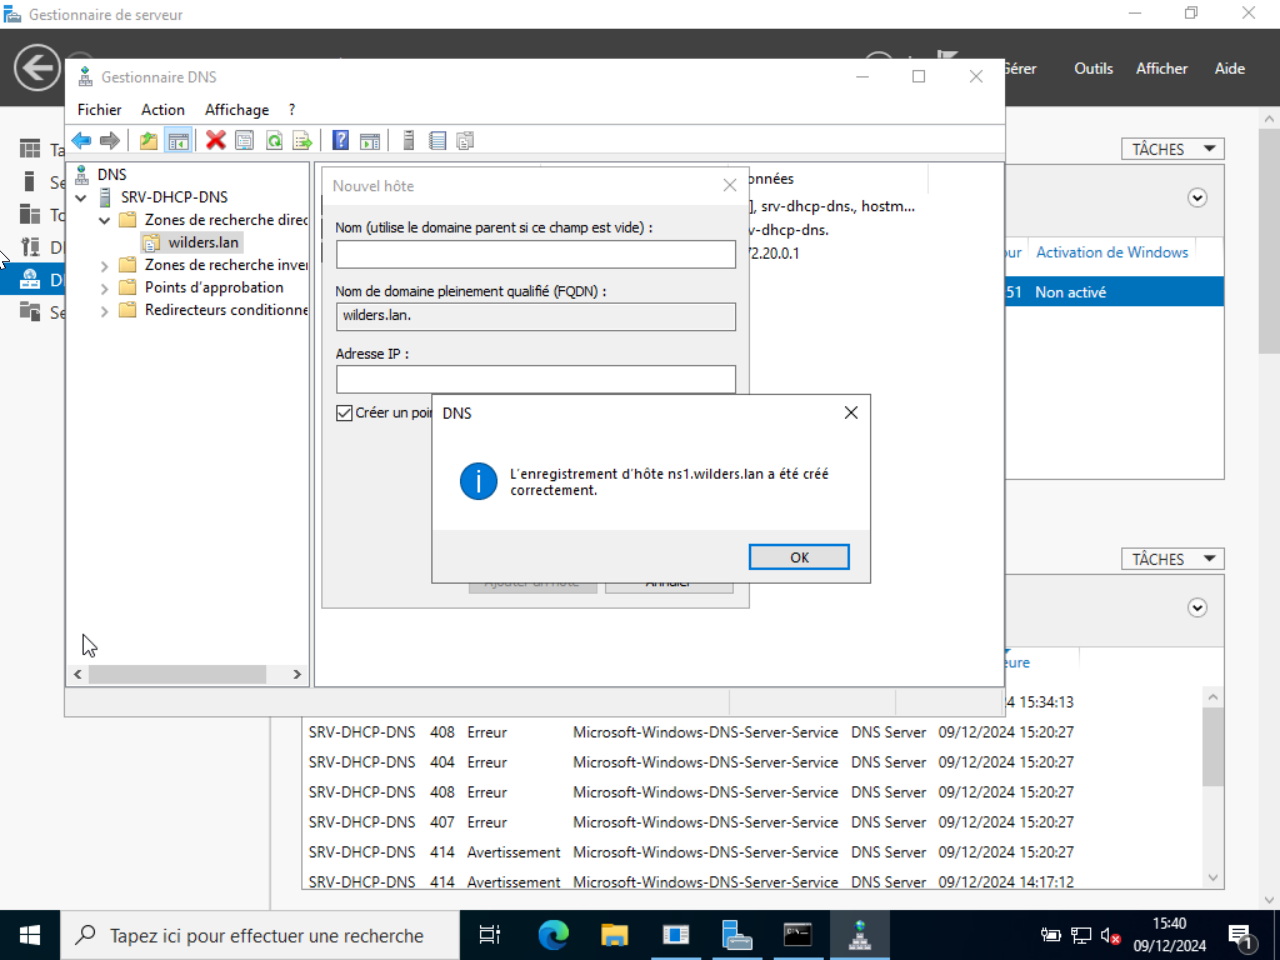 Gestionnaire de serveur
Gérer
Outils
Afficher
Aide
Gestionnaire DNS
Fichier
Action
Affichage
?
TÂCHES
DNS
SRV-DHCP-DNS
Zones de recherche direc
wilders.lan
Zones de recherche inver
Points d'approbation
Redirecteurs conditionne
Nouvel hôte
Nom (utilise le domaine parent si ce champ est vide) :
Nom de domaine pleinement qualifié (FQDN) :
wilders.lan.
Adresse IP :
Créer un poin
onnées
], srv-dhcp-dns., hostm...
v-dhcp-dns.
72.20.0.1
our
Activation de Windows
51
Non activé
DNS
L'enregistrement d'hôte ns1.wilders.lan a été créé
correctement.
OK
Ajouter un hôte
Annuler
TÂCHES
eure
4 15:34:13
SRV-DHCP-DNS 408 Erreur Microsoft-Windows-DNS-Server-Service DNS Server 09/12/2024 15:20:27
SRV-DHCP-DNS 404 Erreur Microsoft-Windows-DNS-Server-Service DNS Server 09/12/2024 15:20:27
SRV-DHCP-DNS 408 Erreur Microsoft-Windows-DNS-Server-Service DNS Server 09/12/2024 15:20:27
SRV-DHCP-DNS 407 Erreur Microsoft-Windows-DNS-Server-Service DNS Server 09/12/2024 15:20:27
SRV-DHCP-DNS 414 Avertissement Microsoft-Windows-DNS-Server-Service DNS Server 09/12/2024 15:20:27
SRV-DHCP-DNS 414 Avertissement Microsoft-Windows-DNS-Server-Service DNS Server 09/12/2024 14:17:12
Tapez ici pour effectuer une recherche
15:40
09/12/2024
1